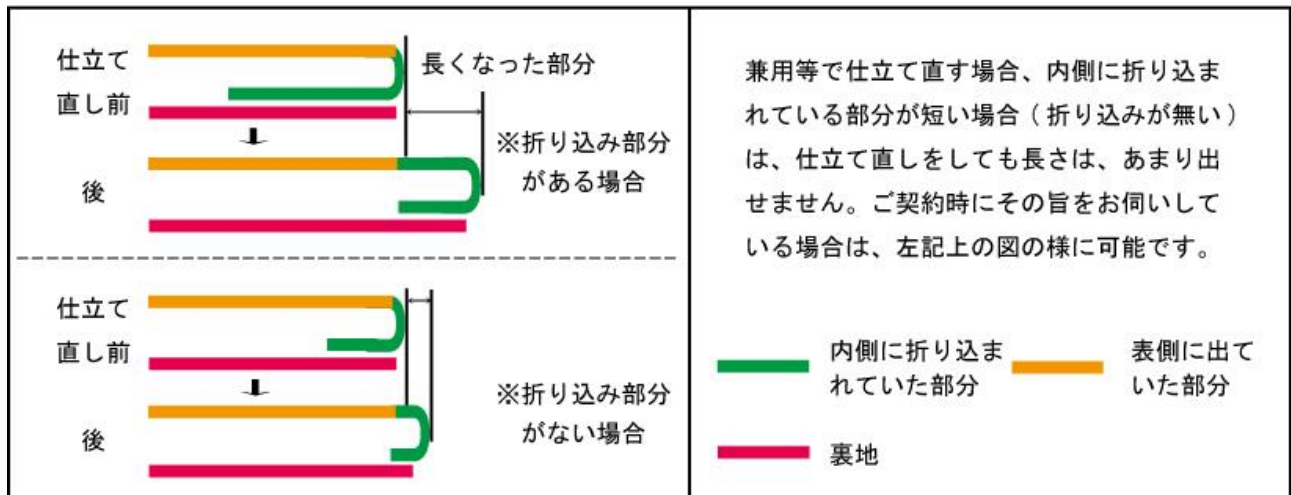 仕立て
直し前
長くなった部分
※折り込み部分
がある場合
後
仕立て
直し前
※折り込み部分
がない場合
後
兼用等で仕立て直す場合、内側に折り込ま
れている部分が短い場合(折り込みが無い)
は、仕立て直しをしても長さは、あまり出
せません。ご契約時にその旨をお伺いして
いる場合は、左記上の図の様に可能です。
内側に折り込ま
れていた部分
表側に出て
いた部分
裏地